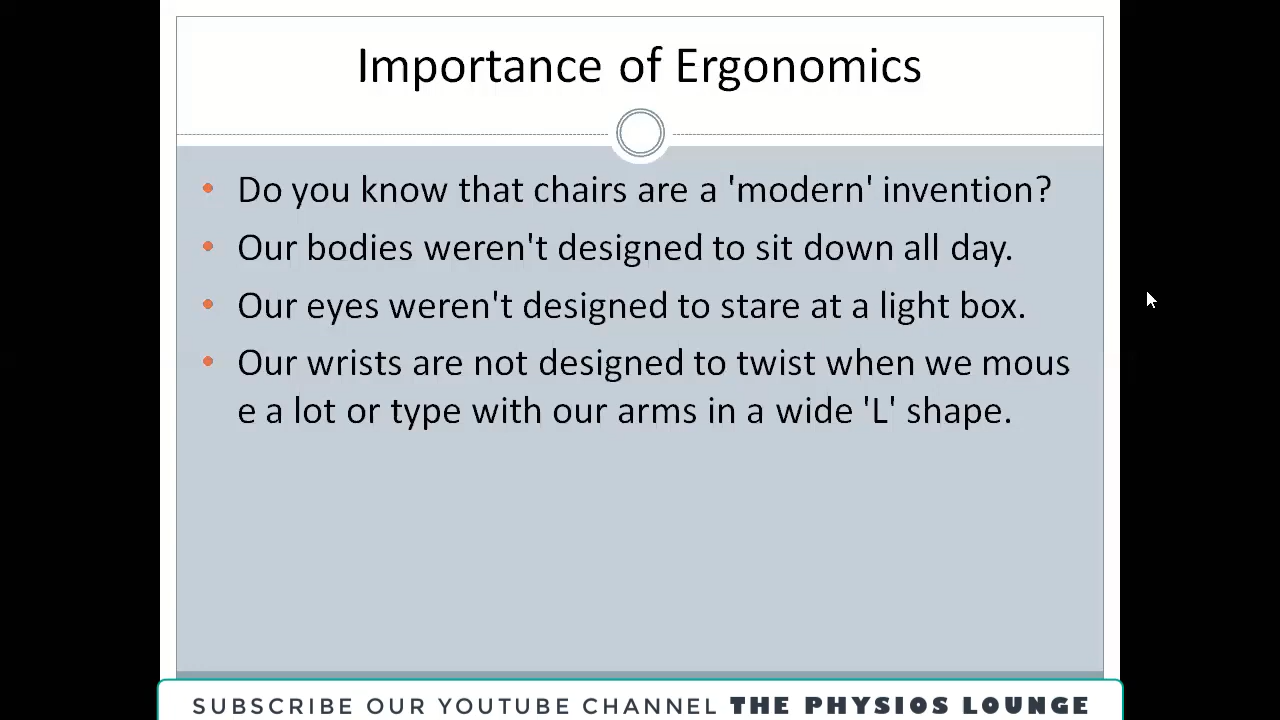 Importance of Ergonomics
• Do you know that chairs are a 'modern' invention?
• Our bodies weren't designed to sit down all day.
• Our eyes weren't designed to stare at a light box.
• Our wrists are not designed to twist when we mous
e a lot or type with our arms in a wide 'L' shape.
SUBSCRIBE OUR YOUTUBE CHANNEL THE PHYSIOS LOUNGE